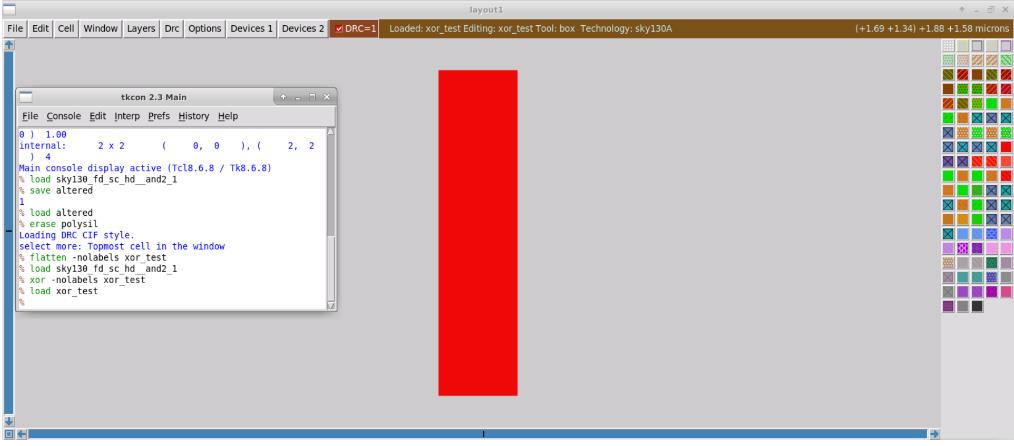 layout1
File Edit Cell Window Layers Drc Options Devices 1 Devices 2 DRC=1 Loaded: xor_test Editing: xor_test Tool: box Technology: sky130A (+1.69 +1.34) +1.88 +1.58 microns
tkcon 2.3 Main
File Console Edit Interp Prefs History Help
0 ) 1.00
internal: 2 x 2 ( 0, 0 ), ( 2, 2
) 4
Main console display active (Tcl8.6.8 / Tk8.6.8)
% load sky130_fd_sc_hd__and2_1
% save altered
1
% load altered
% erase polysil
Loading DRC CIF style.
select more: Topmost cell in the window
% flatten -nolabels xor_test
% load sky130_fd_sc_hd__and2_1
% xor -nolabels xor_test
% load xor_test
%